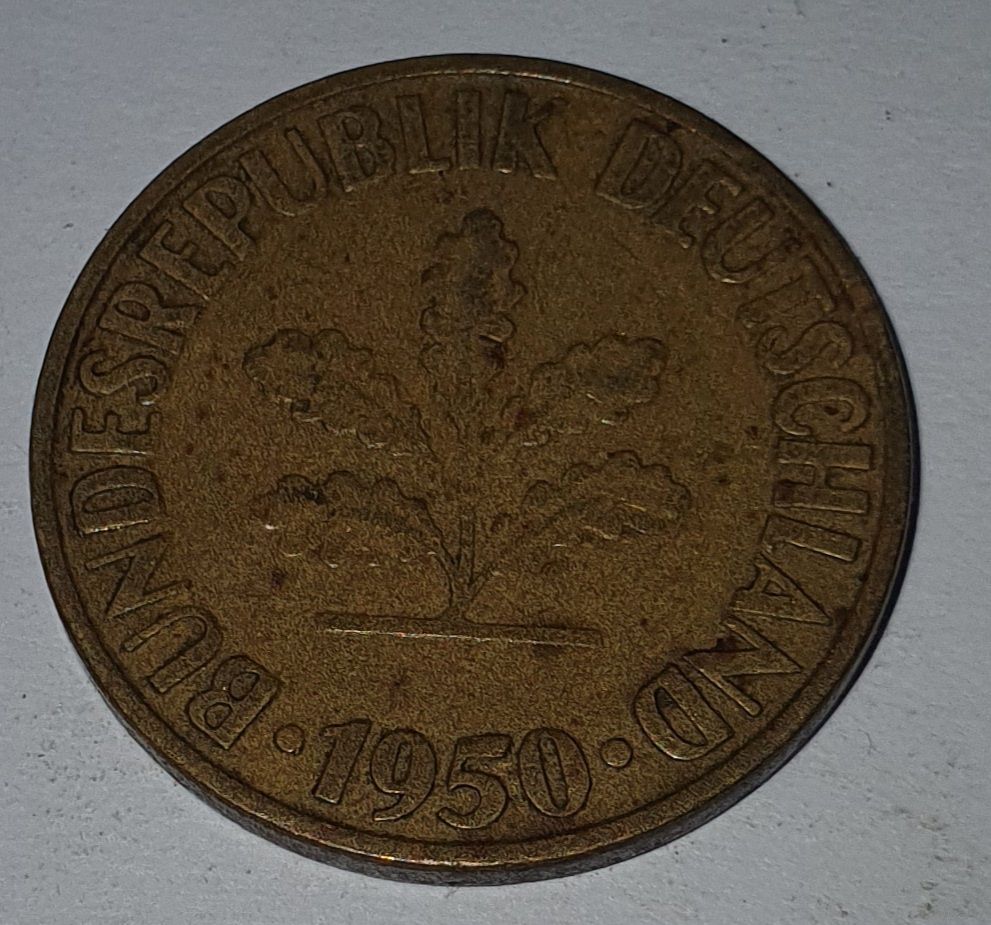 BUNDESREPUBLIK DEUTSCHLAND
· 1950 ·